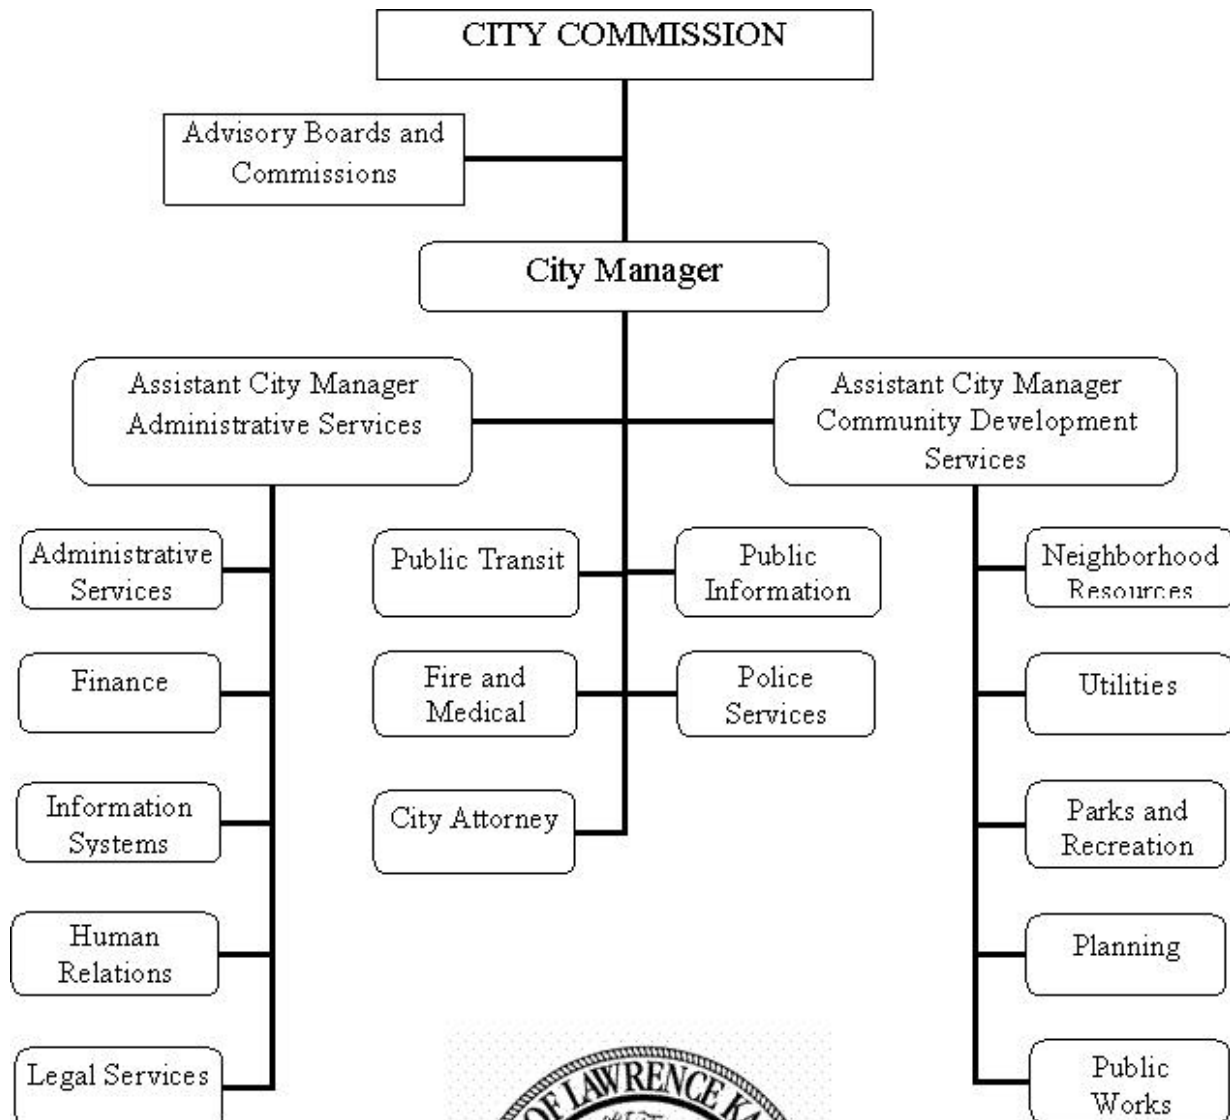 CITY COMMISSION
Advisory Boards and
Commissions
City Manager
Assistant City Manager
Administrative Services
Assistant City Manager
Community Development
Services
Administrative
Services
Finance
Information
Systems
Human
Relations
Legal Services
Public Transit
Public
Information
Fire and
Medical
Police
Services
City Attorney
Neighborhood
Resources
Utilities
Parks and
Recreation
Planning
Public
Works
OF LAWRENCE KA